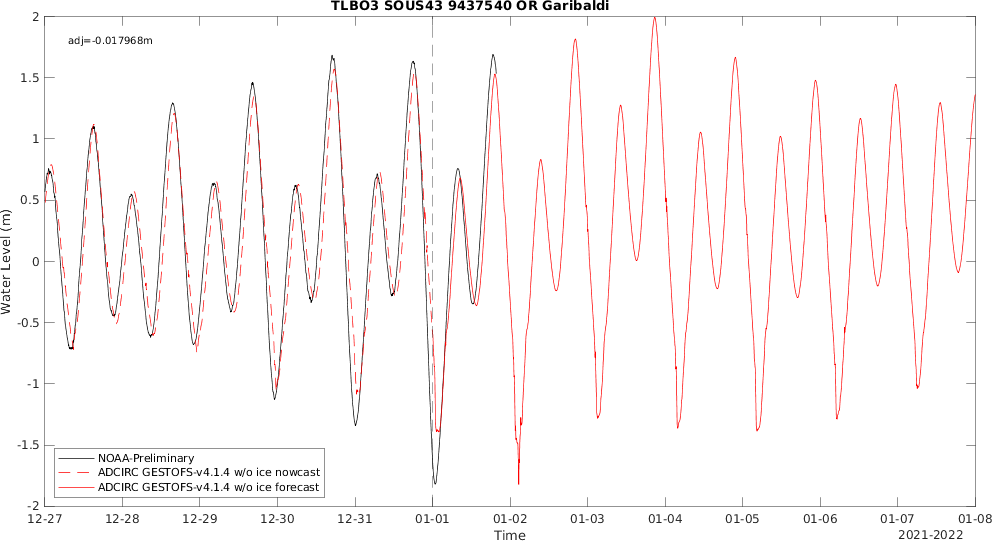 TLBO3 SOUS43 9437540 OR Garibaldi
adj=-0.017968m
2
1.5
1
0.5
0
-0.5
-1
-1.5
-2
Water Level (m)
NOAA-Preliminary
ADCIRC GESTOFS-v4.1.4 w/o ice nowcast
ADCIRC GESTOFS-v4.1.4 w/o ice forecast
12-27 12-28 12-29 12-30 12-31 01-01 01-02 01-03 01-04 01-05 01-06 01-07 01-08
Time
2021-2022